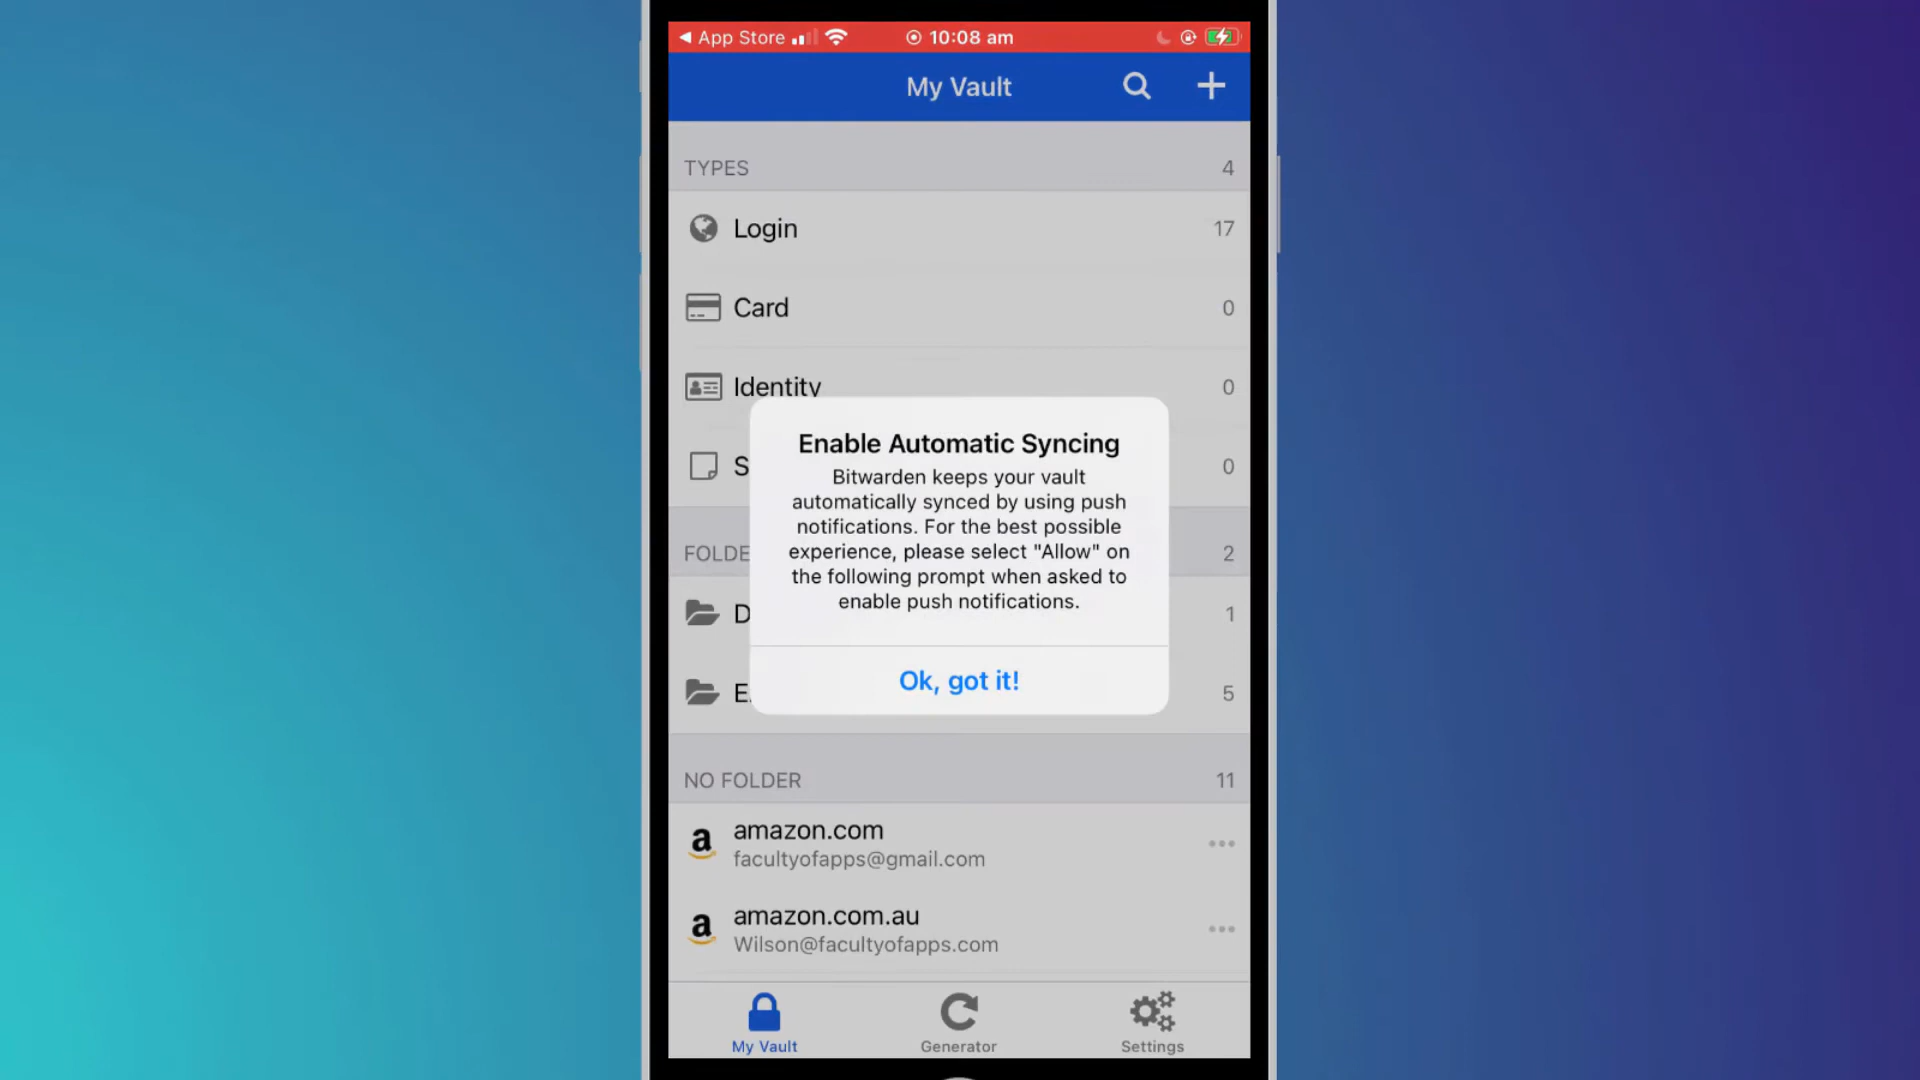 App Store
10:08 am
My Vault
TYPES 4
Login 17
Card 0
Identity 0
S 0
FOLDE 2
D 1
E 5
Enable Automatic Syncing
Bitwarden keeps your vault
automatically synced by using push
notifications. For the best possible
experience, please select "Allow" on
the following prompt when asked to
enable push notifications.
Ok, got it!
NO FOLDER 11
amazon.com
facultyofapps@gmail.com
amazon.com.au
Wilson@facultyofapps.com
My Vault
Generator
Settings